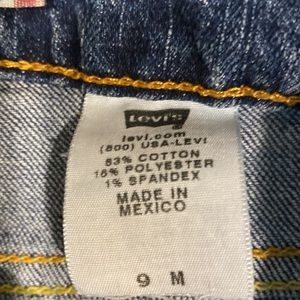 Levi's
levi.com
(800) USA-LEVI
83% COTTON
16% POLYESTER
1% SPANDEX
MADE IN
MEXICO
9 M